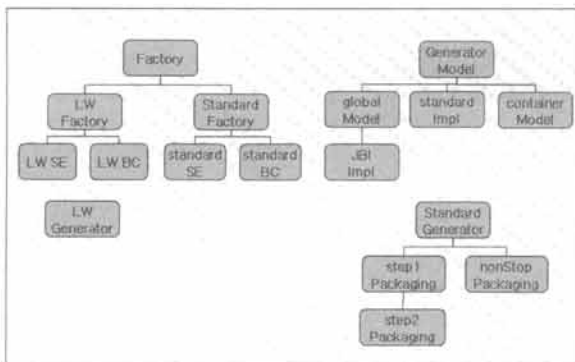 Factory
LW
Factory
Standard
Factory
LW SE
LW BC
standard
SE
standard
BC
LW
Generator
Generator
Model
global
Model
standard
Impl
container
Model
JBI
Impl
Standard
Generator
step1
Packaging
nonStop
Packaging
step2
Packaging